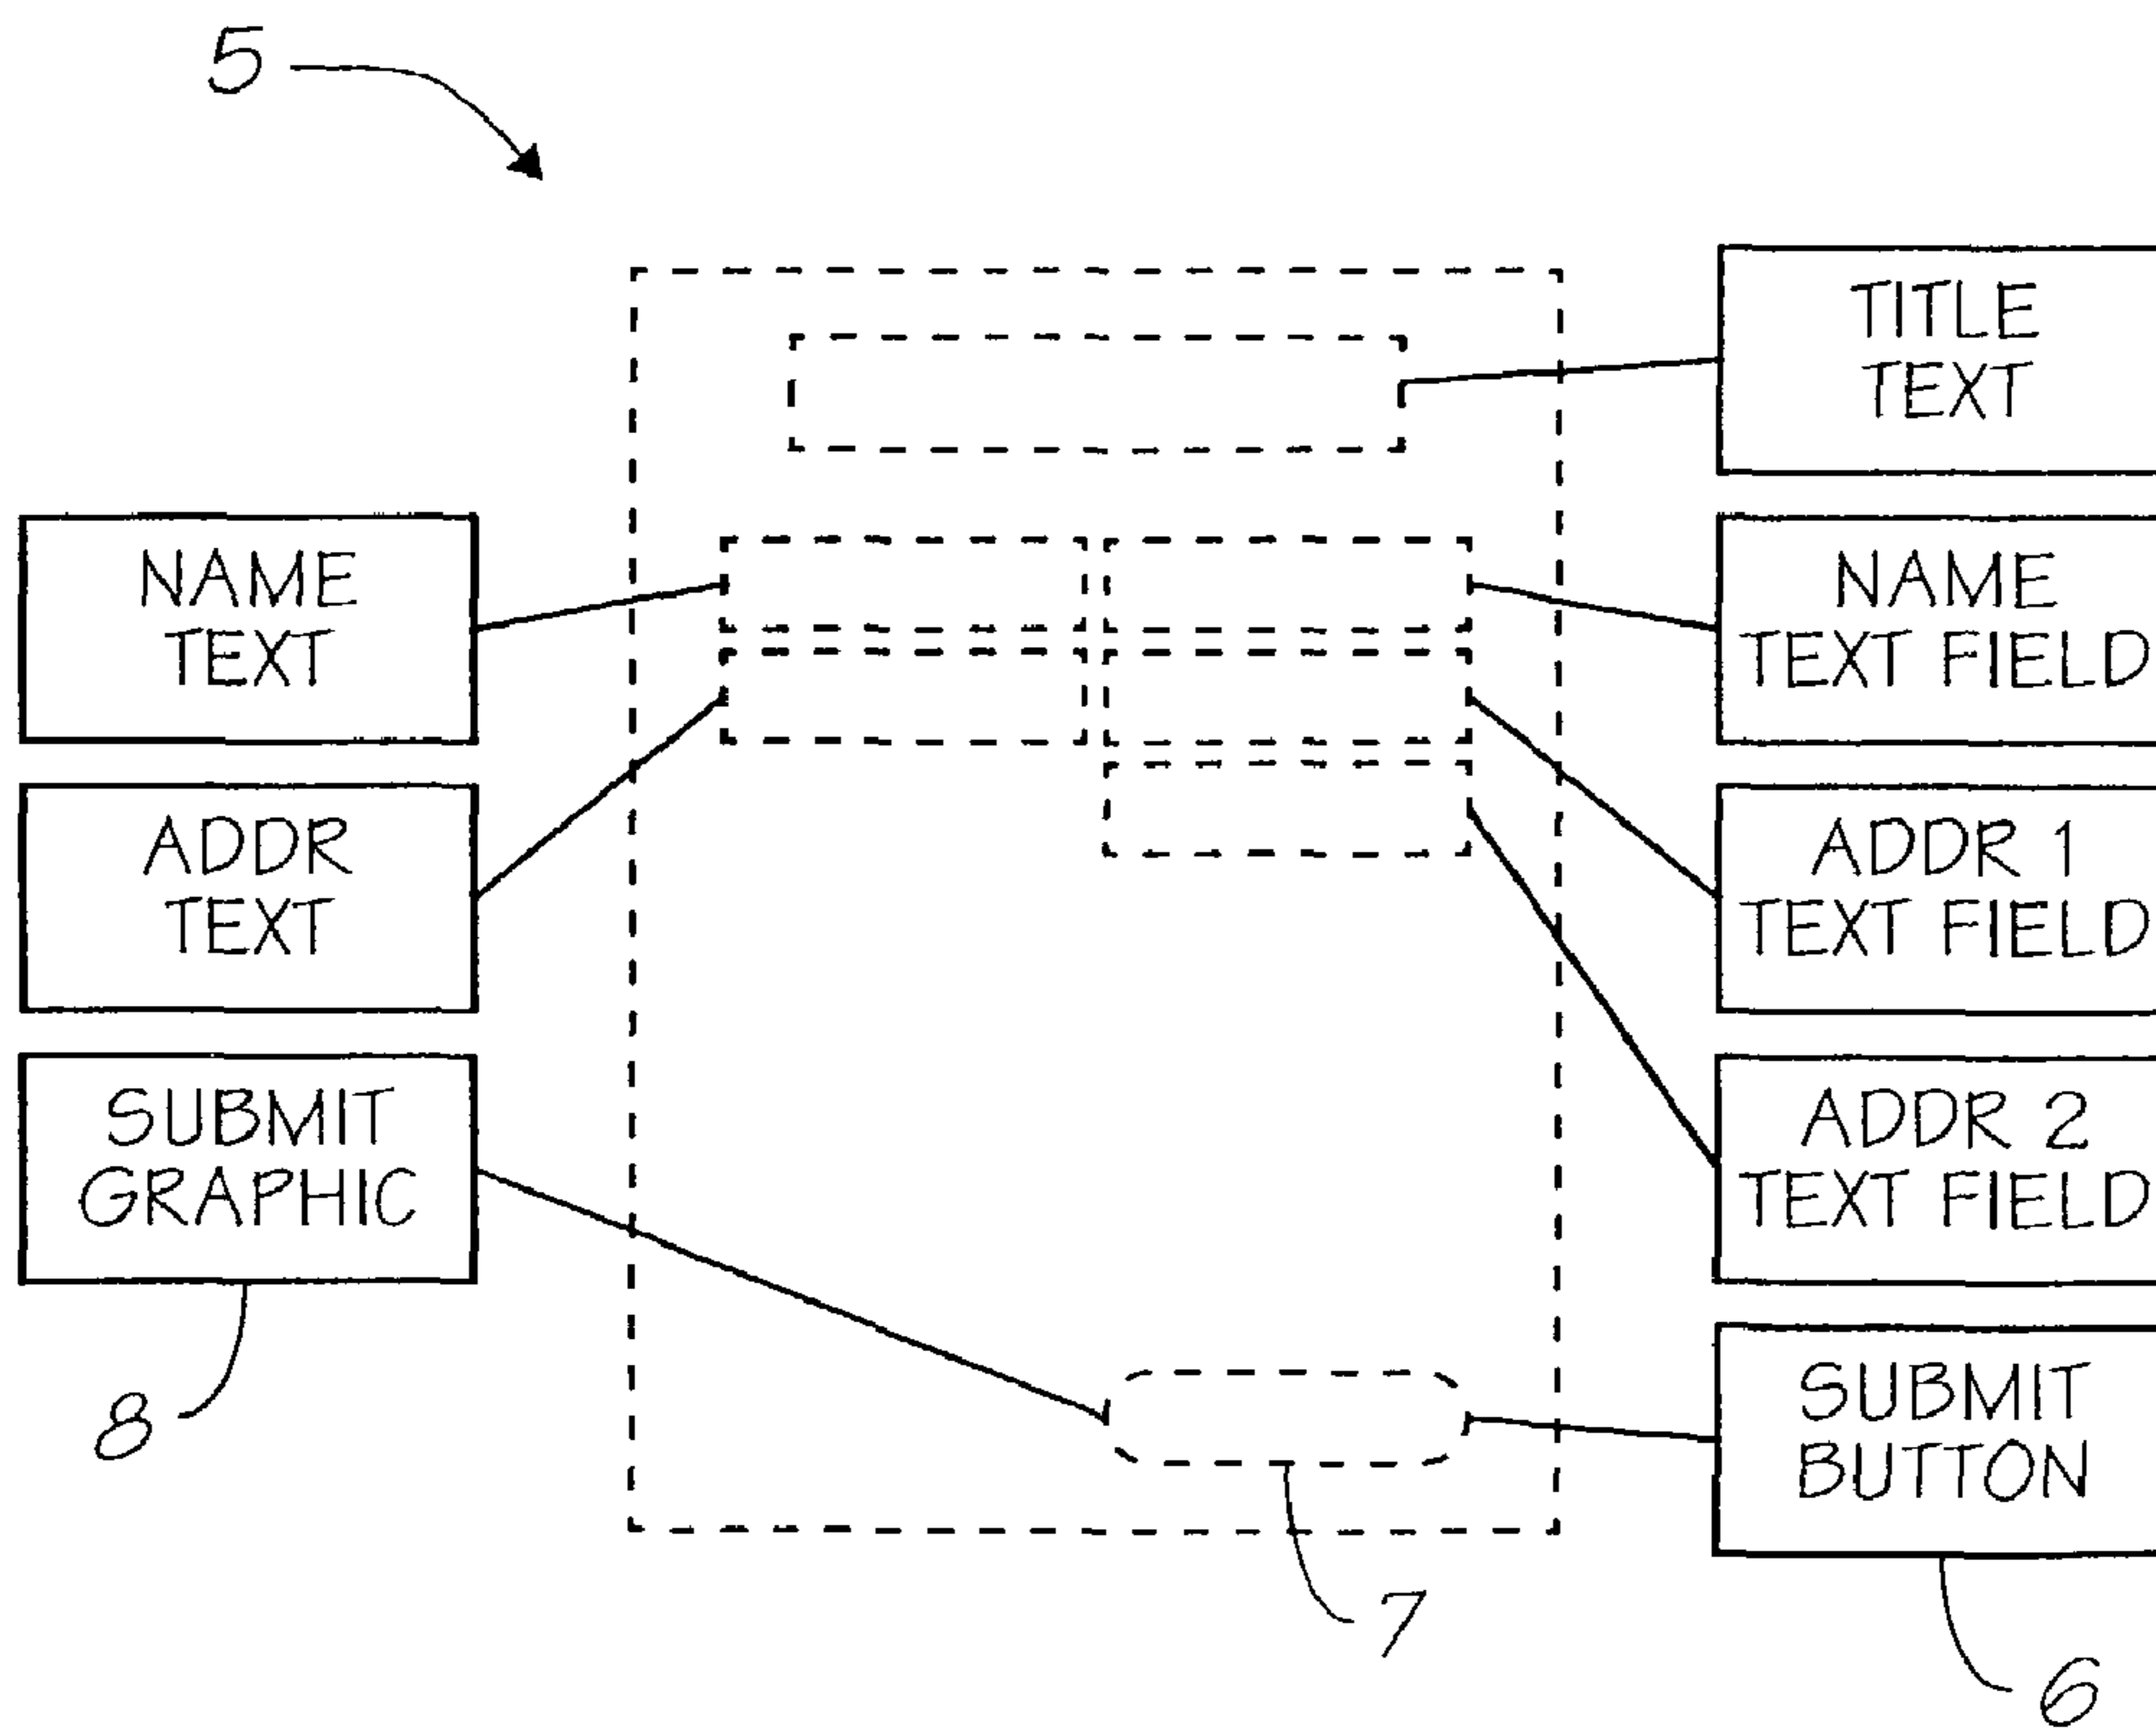 5
TITLE
TEXT
NAME
TEXT
NAME
TEXT FIELD
ADDR
TEXT
ADDR 1
TEXT FIELD
SUBMIT
GRAPHIC
ADDR 2
TEXT FIELD
8
SUBMIT
BUTTON
7
6